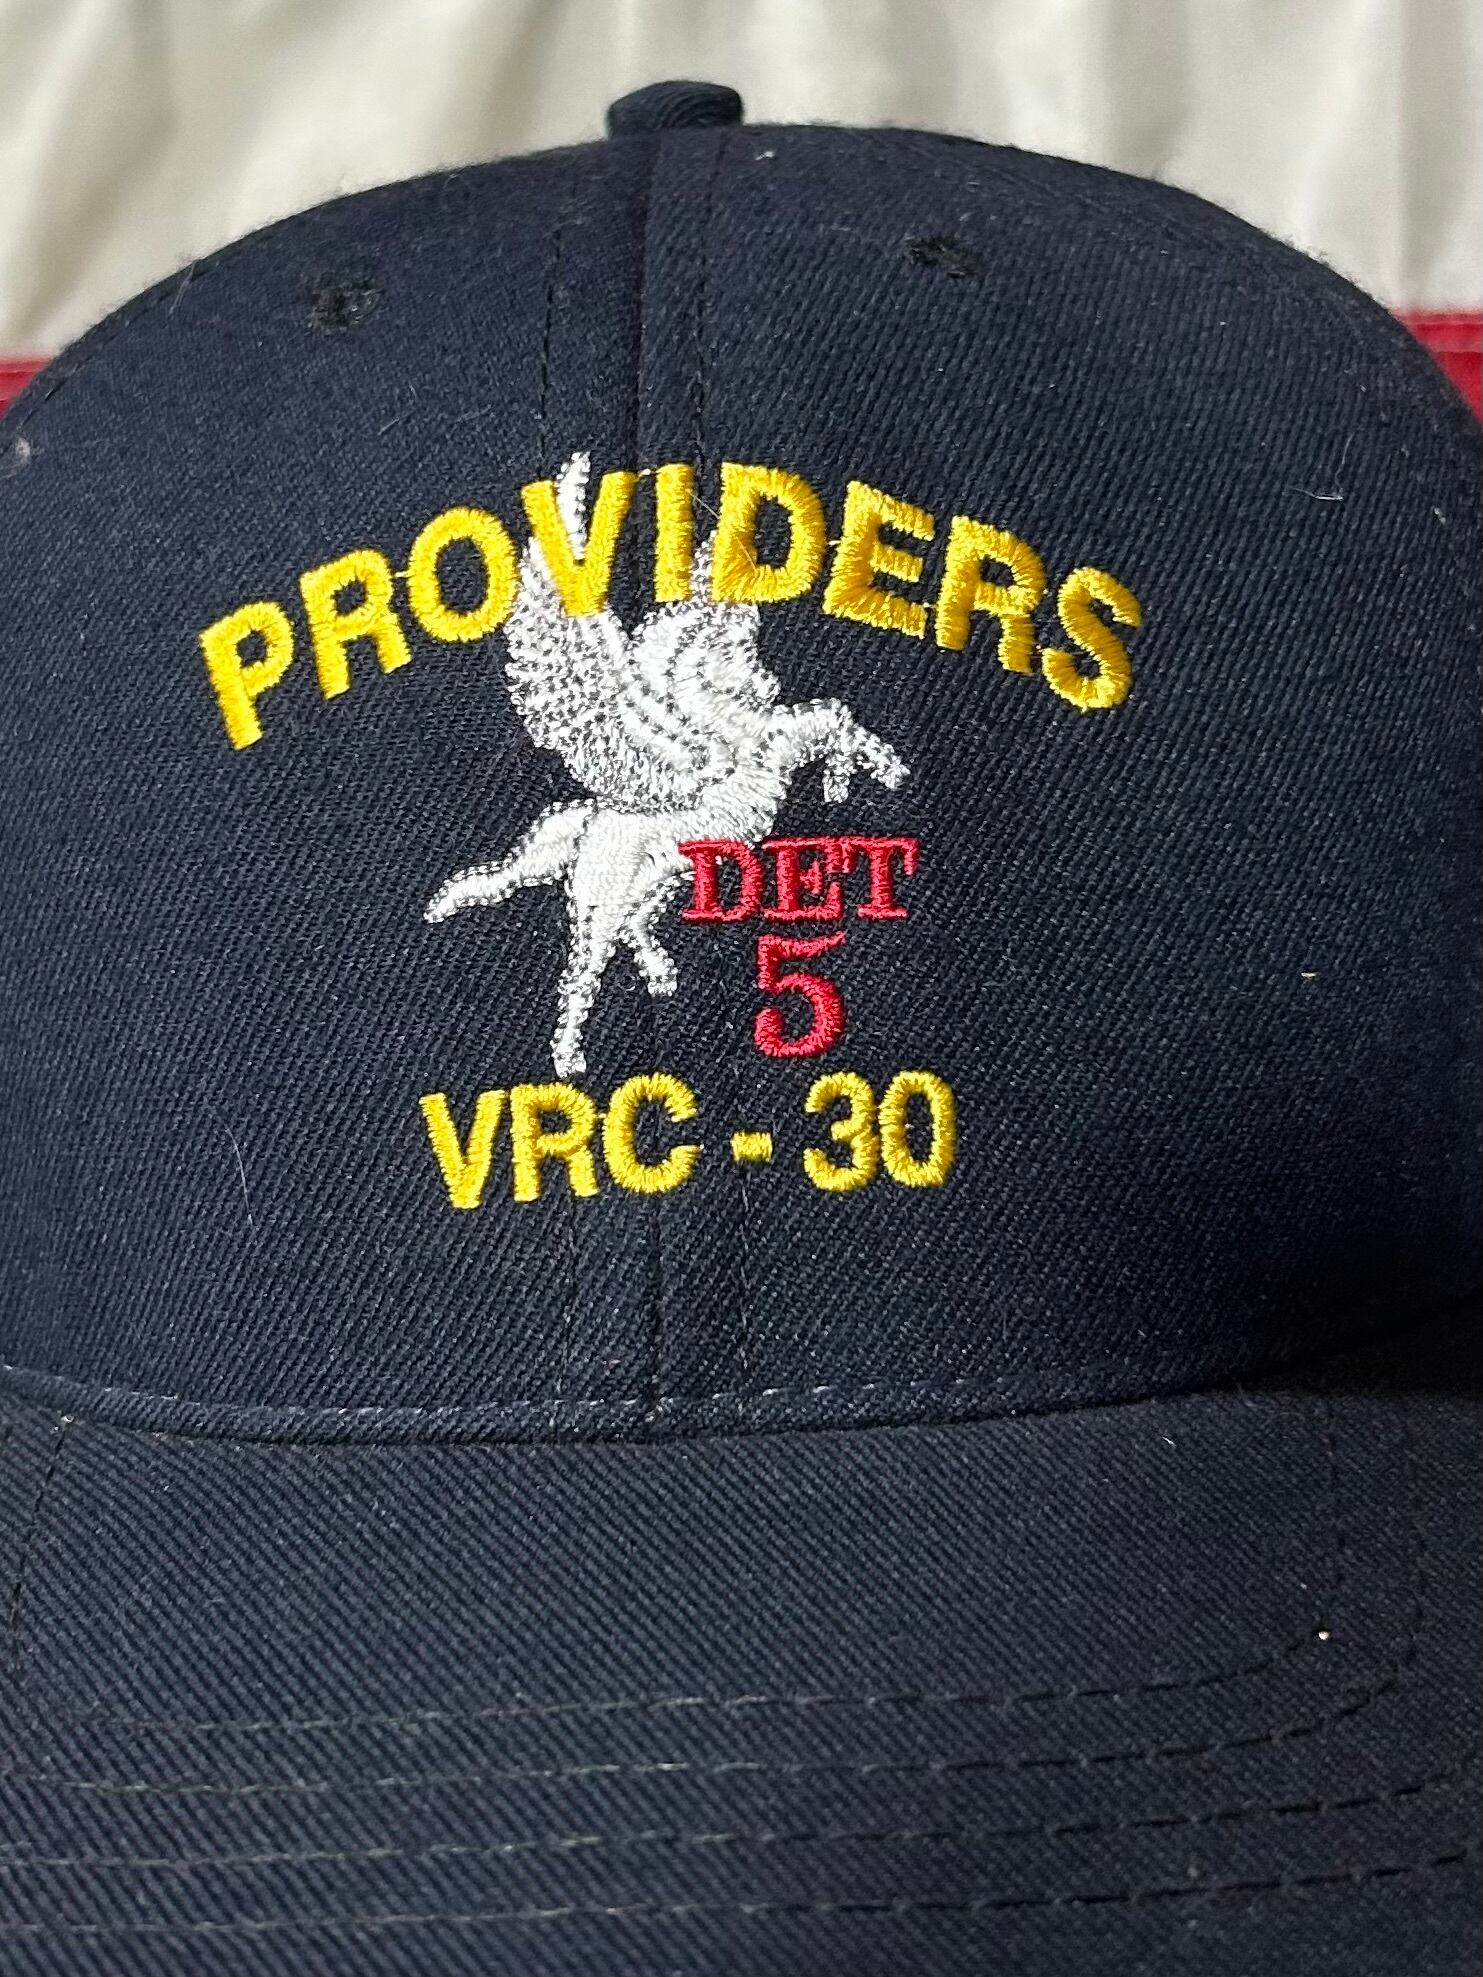 PROVIDERS
DET
5
VRC - 30